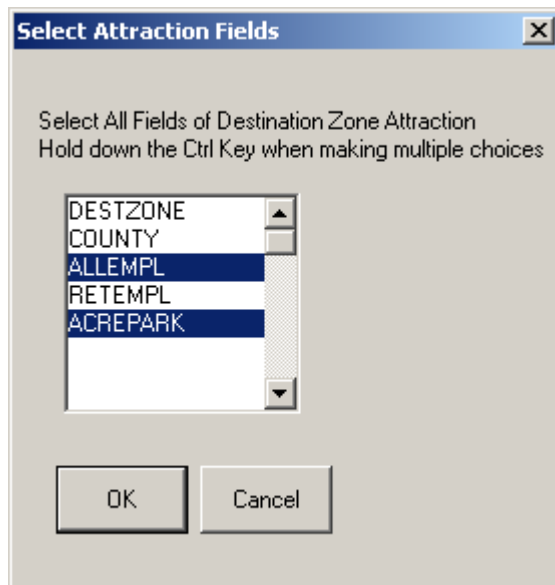 Select Attraction Fields
Select All Fields of Destination Zone Attraction
Hold down the Ctrl Key when making multiple choices
DESTZONE
COUNTY
ALLEMPL
RETEMPL
ACREPARK
OK
Cancel